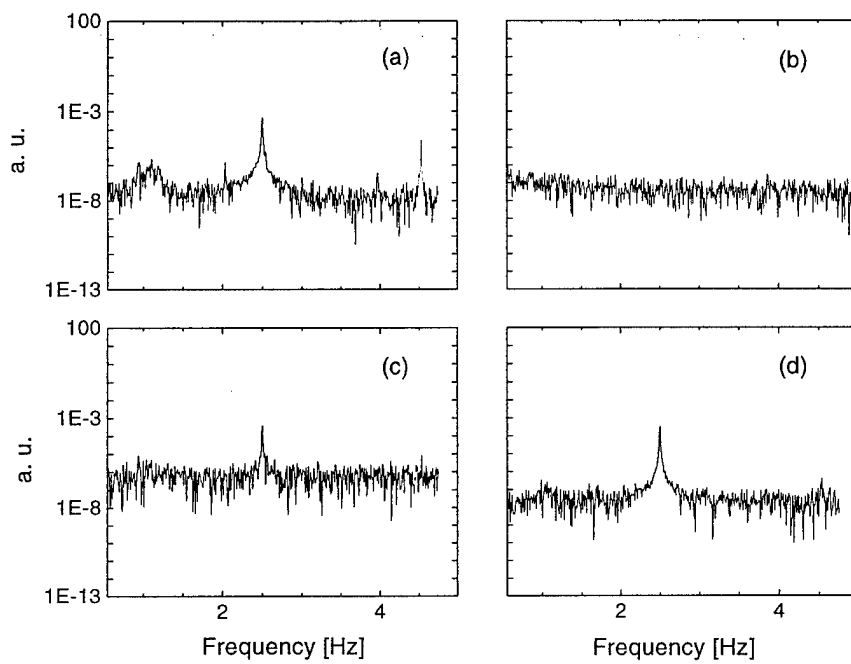 100
(a)
(b)
a. u.
1E-3
1E-8
1E-13
100
(c)
(d)
a. u.
1E-3
1E-8
1E-13
2
4
2
4
Frequency [Hz]
Frequency [Hz]